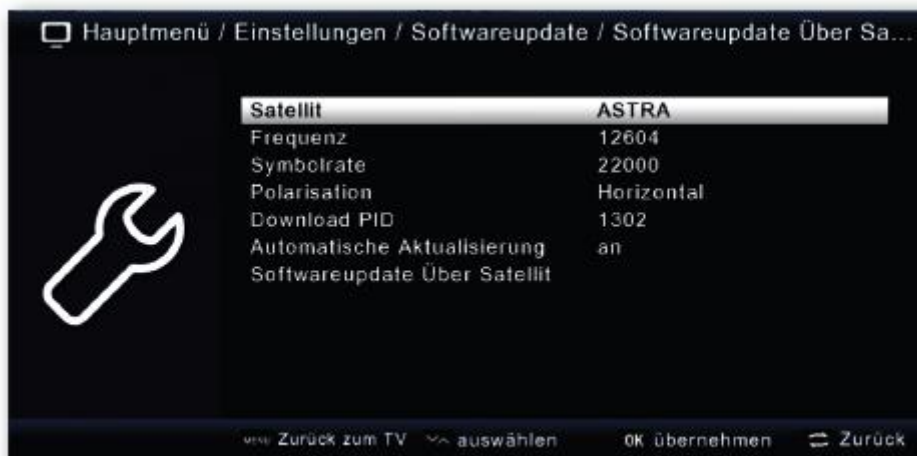 Hauptmenü / Einstellungen / Softwareupdate / Softwareupdate Über Sa...
Satellit ASTRA
Frequenz 12604
Symbolrate 22000
Polarisation Horizontal
Download PID 1302
Automatische Aktualisierung an
Softwareupdate Über Satellit
MENU Zurück zum TV auswählen OK übernehmen Zurück